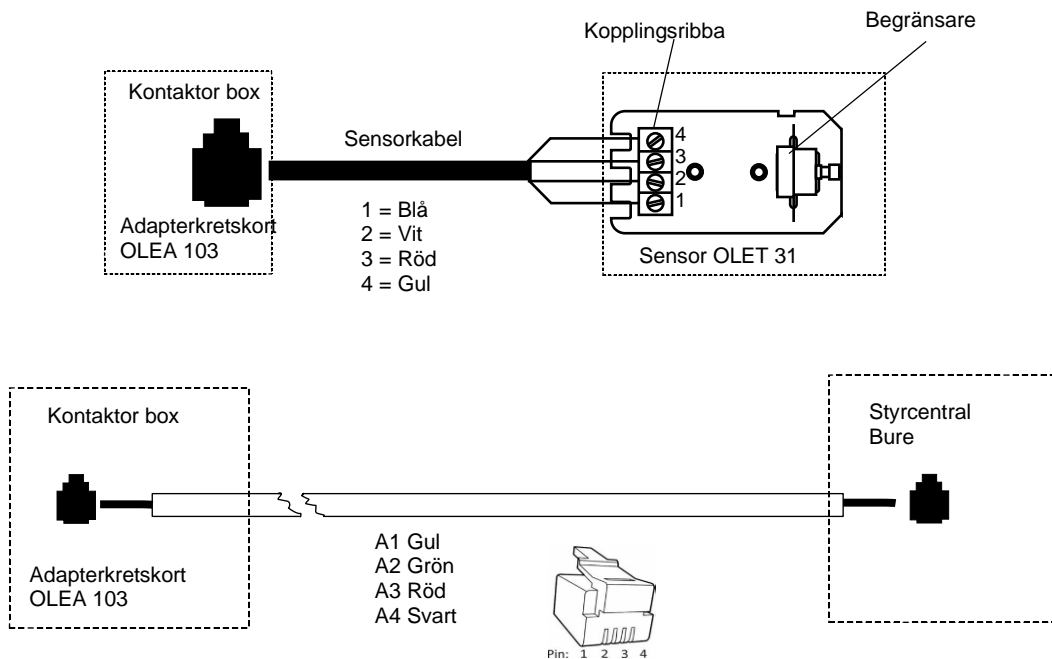 Begränsare
Kopplingsribba
Kontaktor box
Sensorkabel
4
3
2
1
Adapterkretskort
OLEA 103
1 = Blå
2 = Vit
3 = Röd
4 = Gul
Sensor OLET 31
Kontaktor box
Styrcentral
Bure
A1 Gul
A2 Grön
A3 Röd
A4 Svart
Adapterkretskort
OLEA 103
Pin: 1 2 3 4